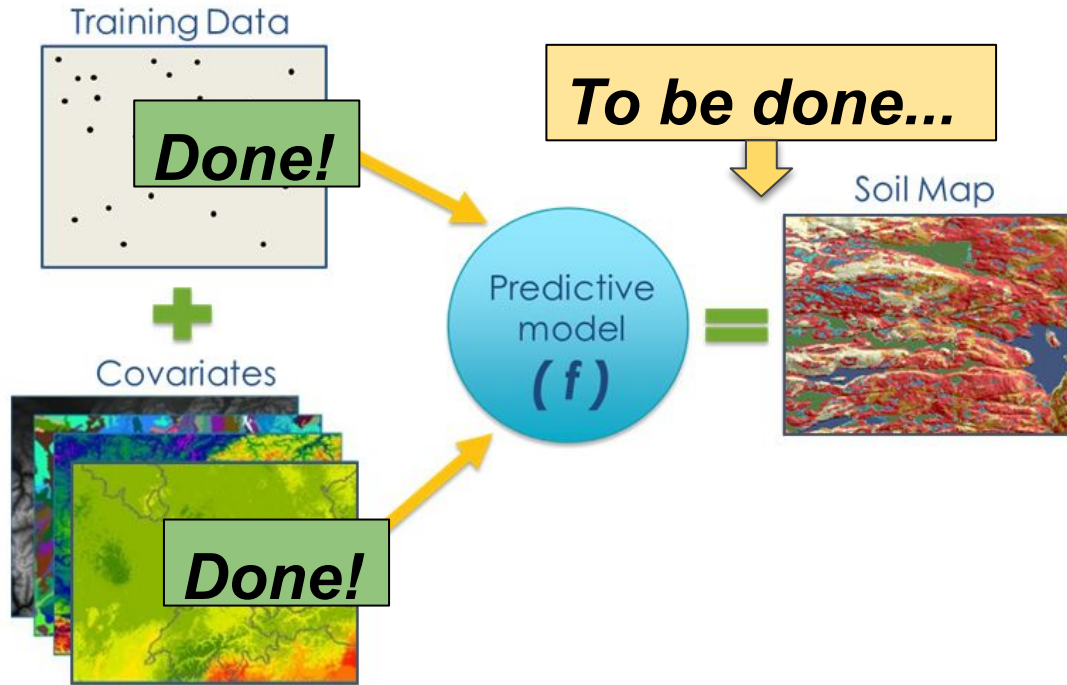 Training Data
Done!
To be done...
Soil Map
Predictive
model
( f )
Covariates
Done!